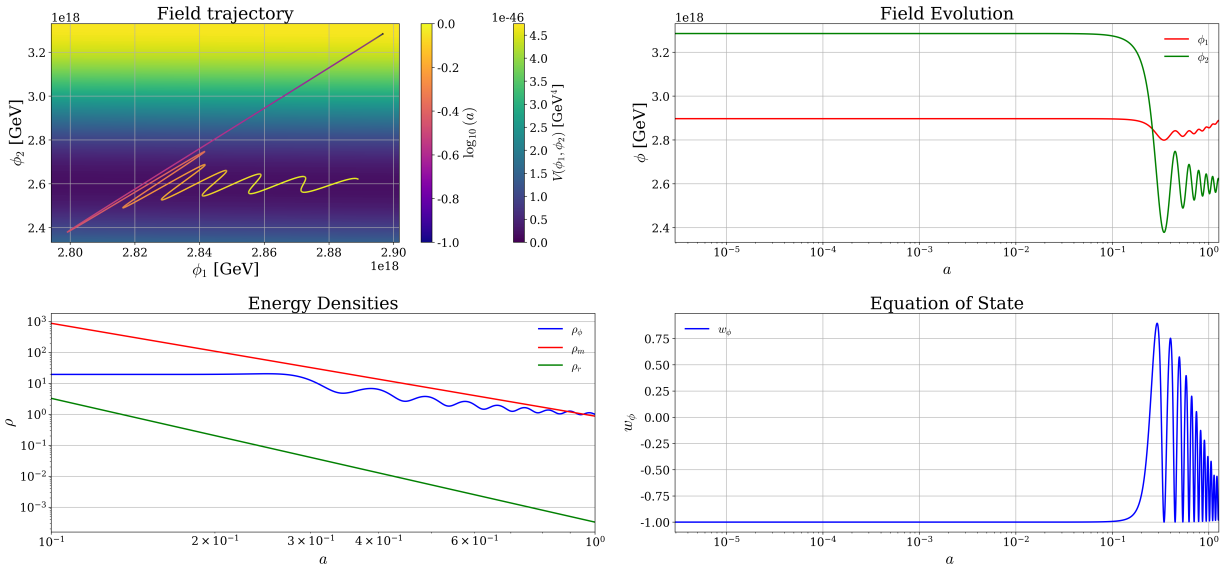 Field trajectory
1e18
3.2
3.0
2.8
2.6
2.4
ϕ₂ [GeV]
2.80 2.82 2.84 2.86 2.88 2.90
1e18
ϕ₁ [GeV]
0.0
-0.2
-0.4
-0.6
-0.8
-1.0
log₁₀(a)
1e−46
4.5
4.0
3.5
3.0
2.5
2.0
1.5
1.0
0.5
0.0
V(ϕ₁, ϕ₂) [GeV⁴]
Field Evolution
1e18
3.2
3.0
2.8
2.6
2.4
ϕ [GeV]
ϕ₁
ϕ₂
10⁻⁵ 10⁻⁴ 10⁻³ 10⁻² 10⁻¹ 10⁰
a
Energy Densities
10³
10²
10¹
10⁰
10⁻¹
10⁻²
10⁻³
ρ
ρ_ϕ
ρ_m
ρ_r
10⁻¹ 2 × 10⁻¹ 3 × 10⁻¹ 4 × 10⁻¹ 6 × 10⁻¹ 10⁰
a
Equation of State
0.75
0.50
0.25
0.00
-0.25
-0.50
-0.75
-1.00
w_ϕ
w_ϕ
10⁻⁵ 10⁻⁴ 10⁻³ 10⁻² 10⁻¹ 10⁰
a